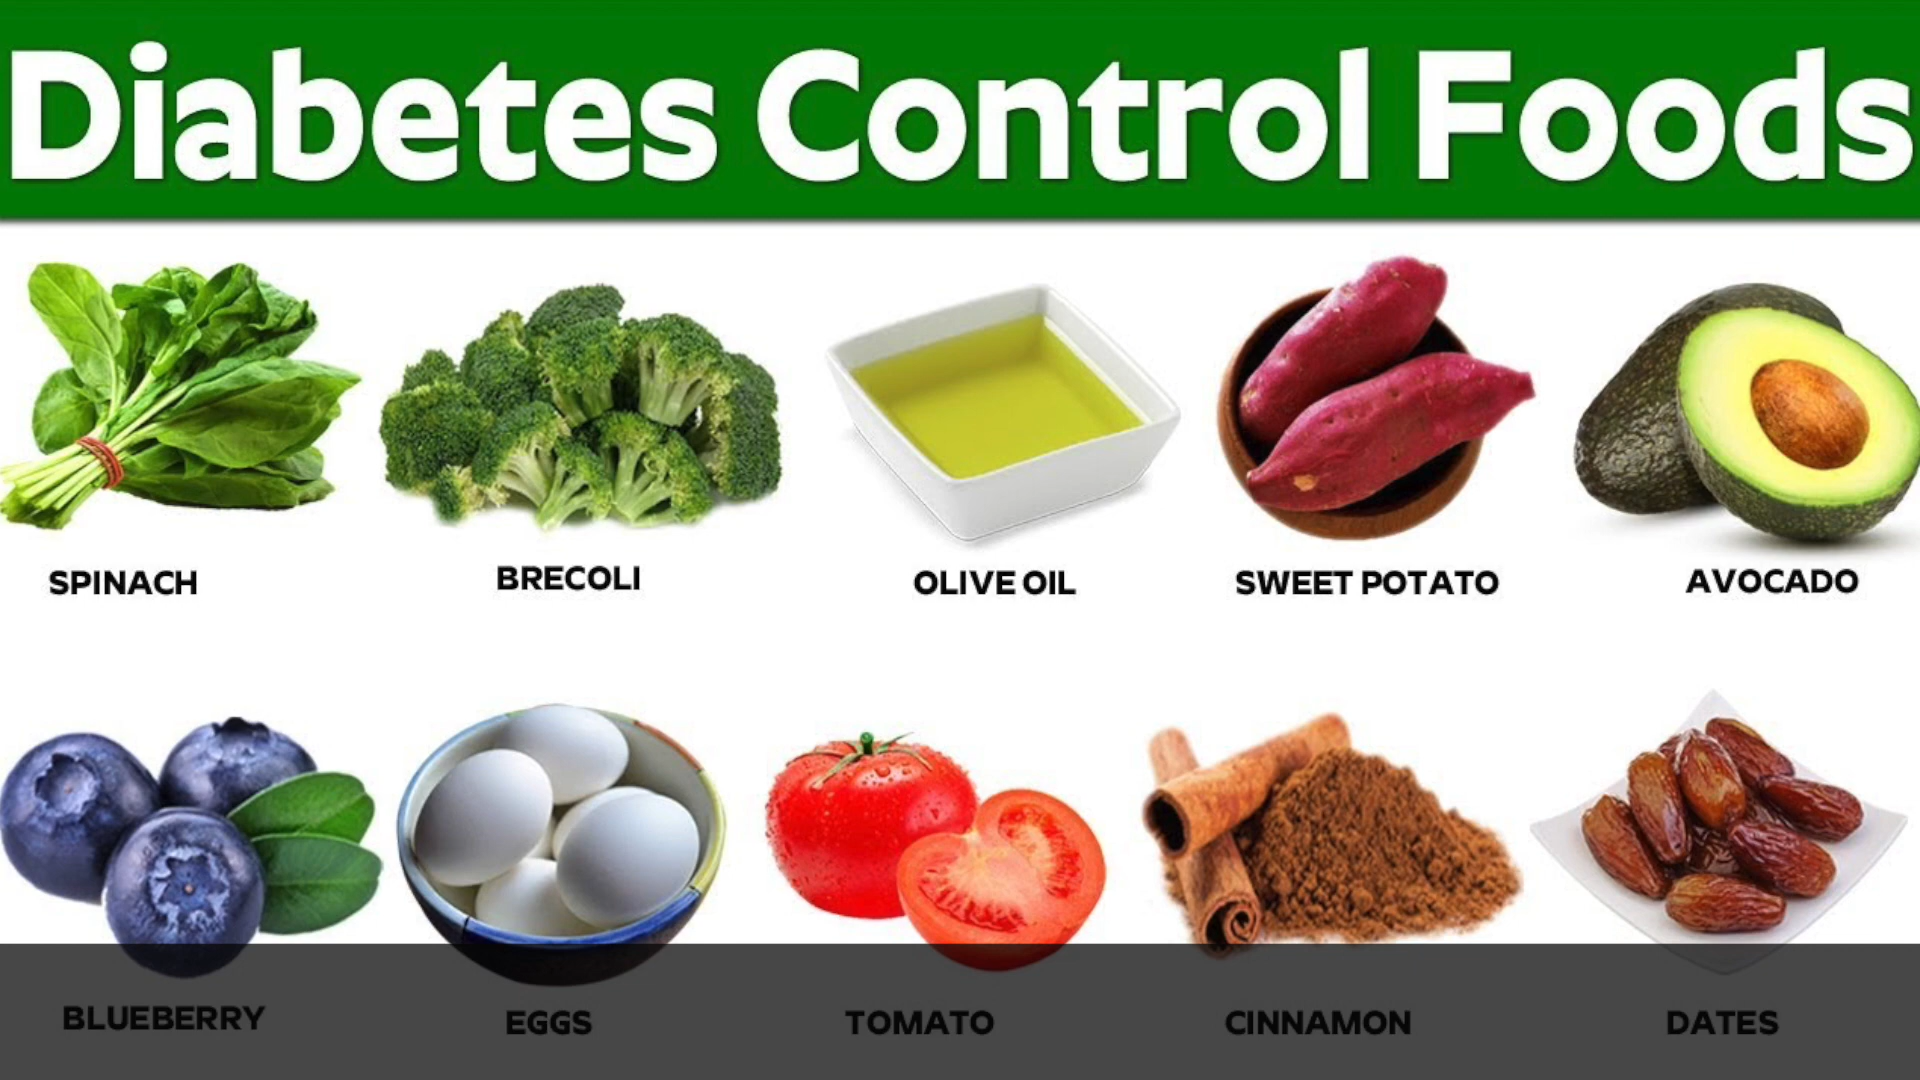 Diabetes Control Foods
SPINACH
BRECOLI
OLIVE OIL
SWEET POTATO
AVOCADO
BLUEBERRY
EGGS
TOMATO
CINNAMON
DATES